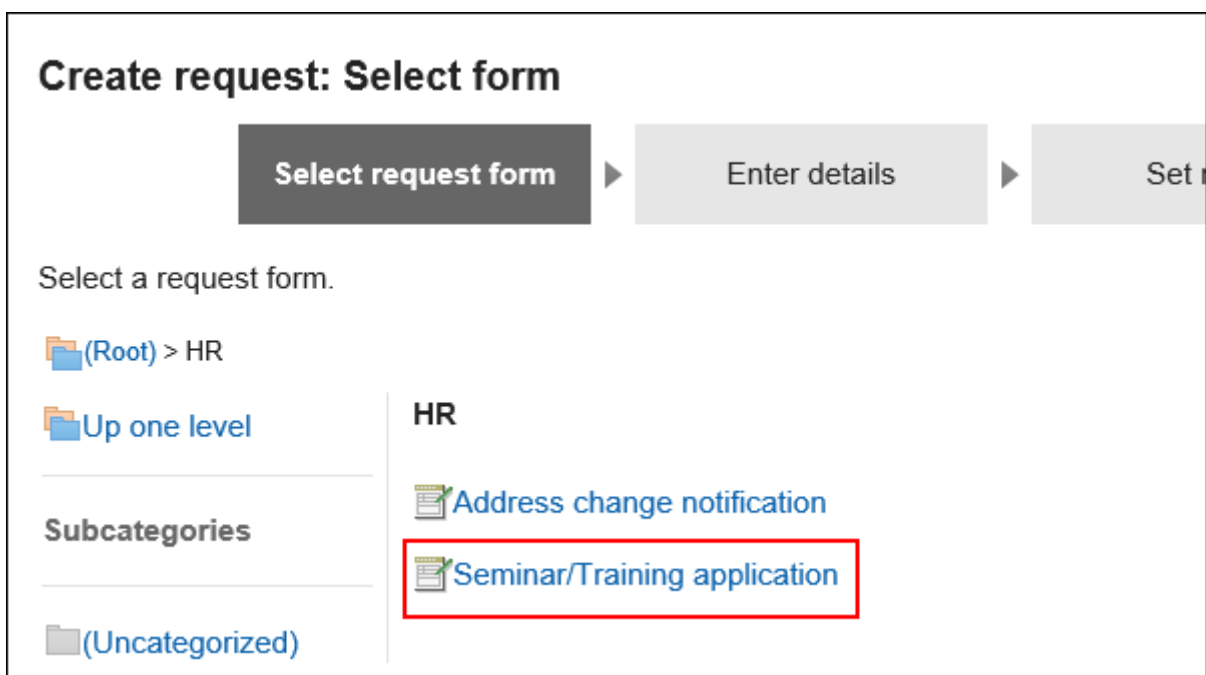 Create request: Select form
Select request form
Enter details
Set
Select a request form.
(Root) > HR
Up one level
Subcategories
(Uncategorized)
HR
Address change notification
Seminar/Training application